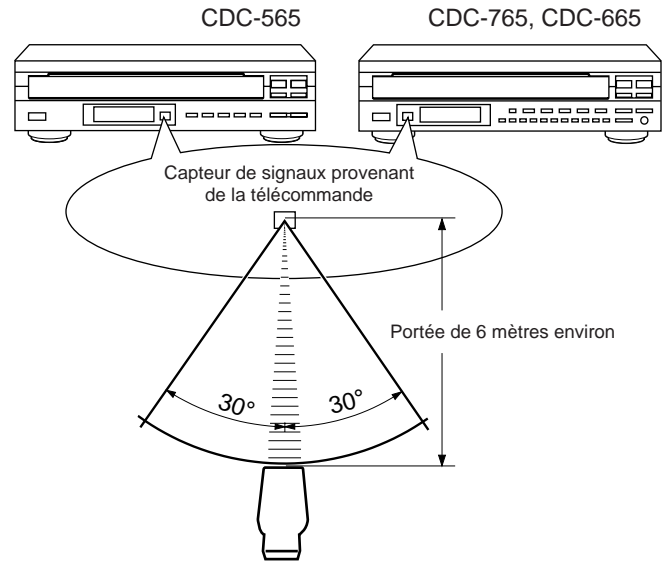 CDC-565
CDC-765, CDC-665
Capteur de signaux provenant
de la télécommande
Portée de 6 mètres environ
30°
30°